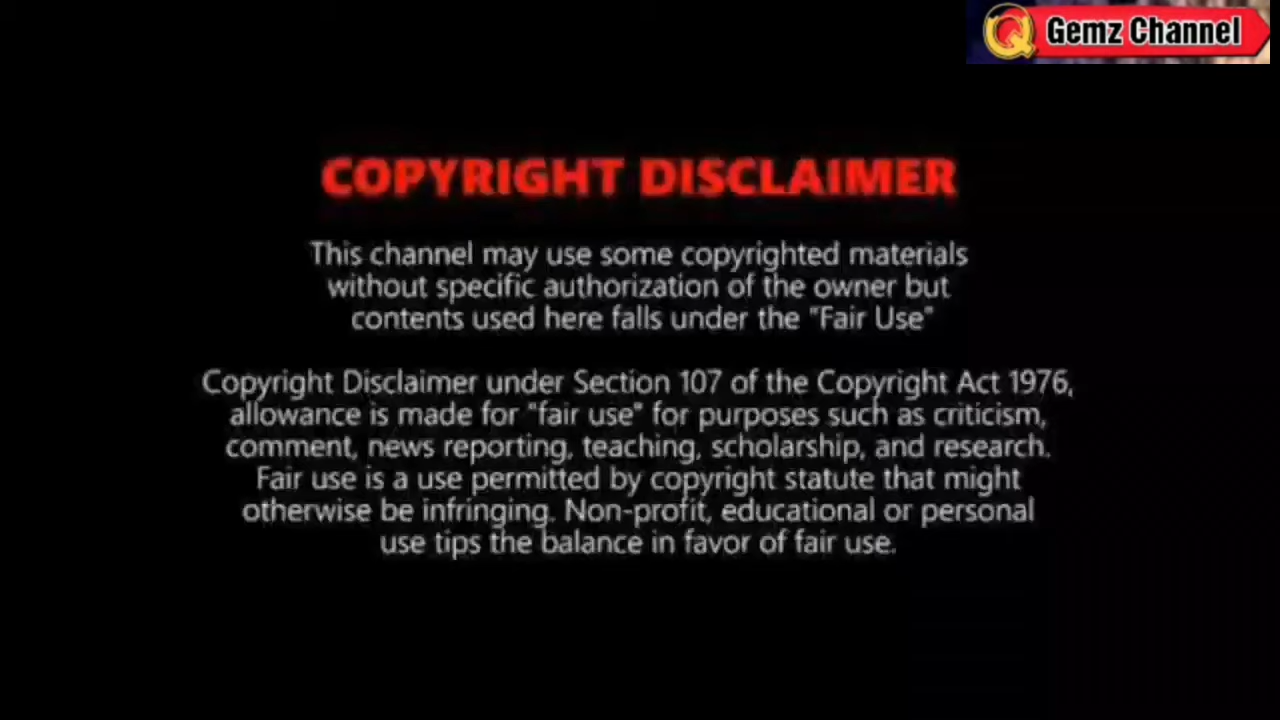 Gemz Channel
COPYRIGHT DISCLAIMER
This channel may use some copyrighted materials
without specific authorization of the owner but
contents used here falls under the "Fair Use"
Copyright Disclaimer under Section 107 of the Copyright Act 1976,
allowance is made for "fair use" for purposes such as criticism,
comment, news reporting, teaching, scholarship, and research.
Fair use is a use permitted by copyright statute that might
otherwise be infringing. Non-profit, educational or personal
use tips the balance in favor of fair use.